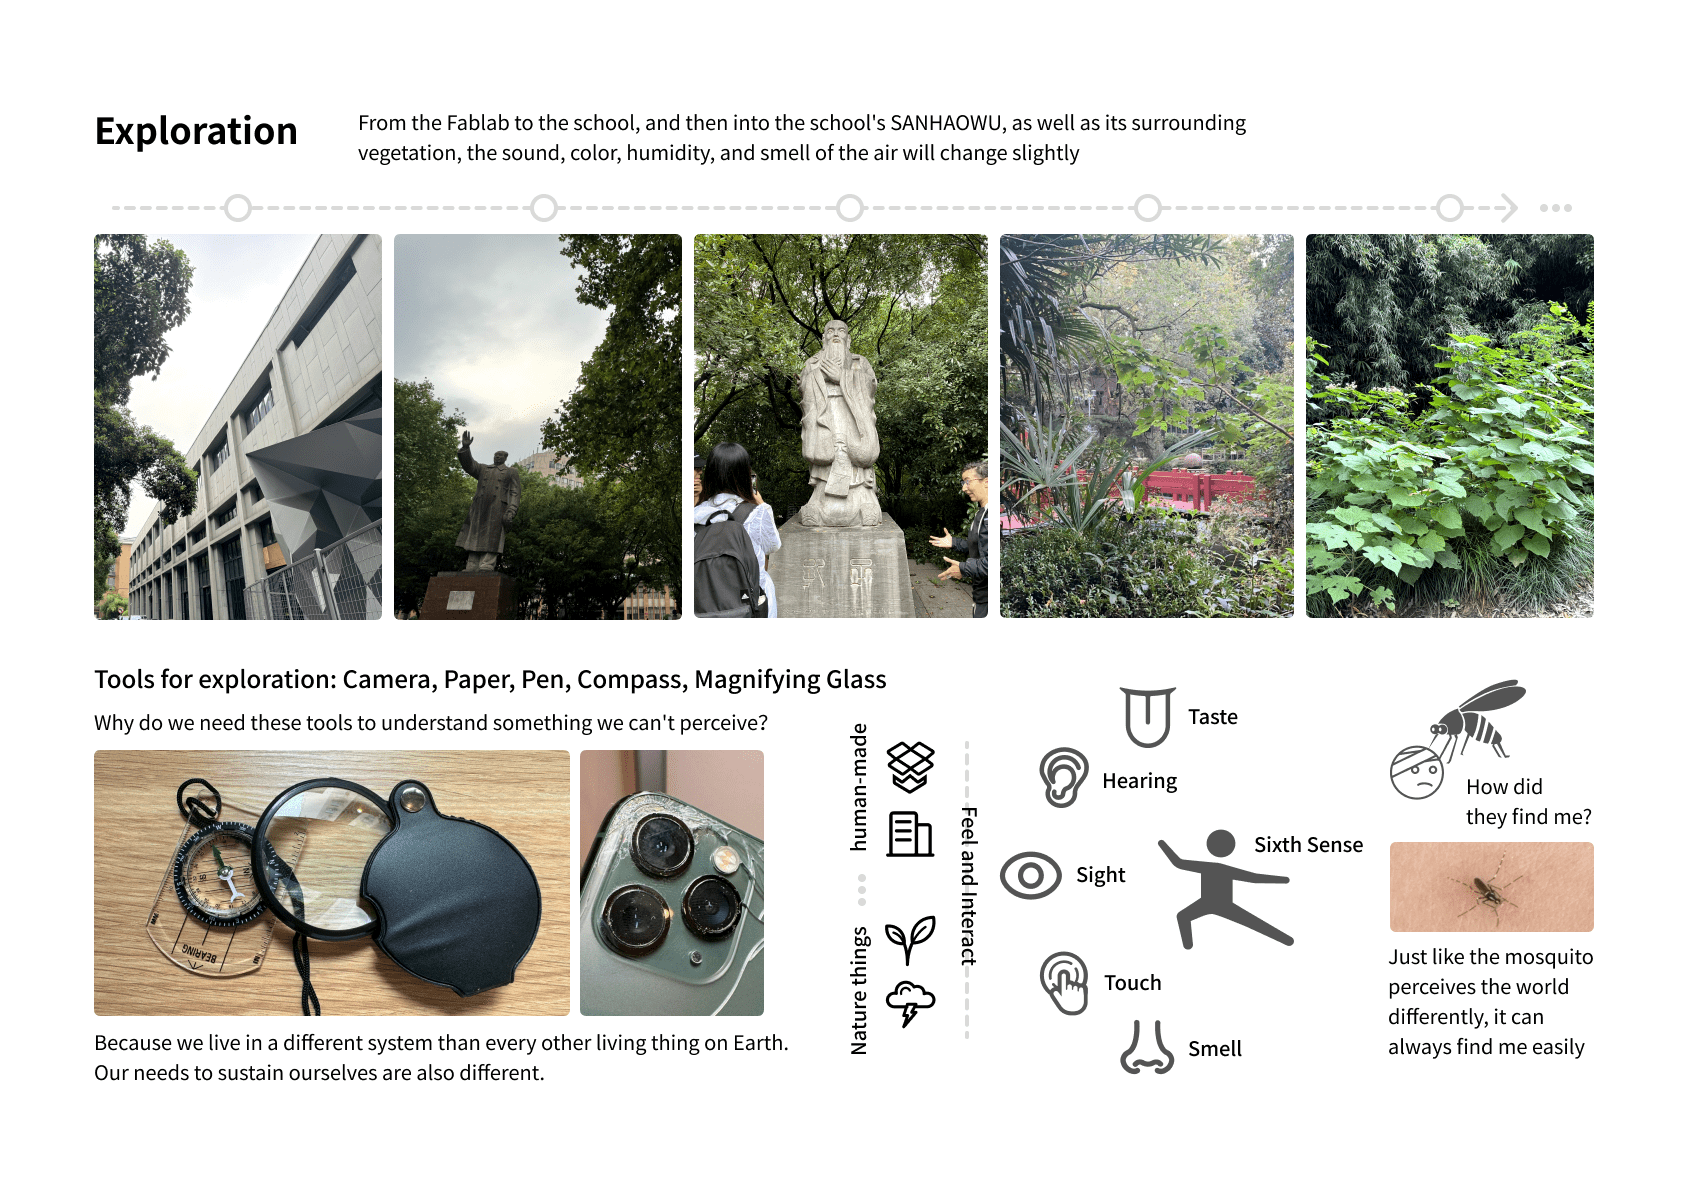 Exploration
From the Fablab to the school, and then into the school's SANHAOWU, as well as its surrounding
vegetation, the sound, color, humidity, and smell of the air will change slightly
Tools for exploration: Camera, Paper, Pen, Compass, Magnifying Glass
Why do we need these tools to understand something we can't perceive?
BEARING
Because we live in a different system than every other living thing on Earth.
Our needs to sustain ourselves are also different.
human-made
Nature things
Feel and Interact
Taste
Hearing
Sixth Sense
Sight
Touch
Smell
How did
they find me?
Just like the mosquito
perceives the world
differently, it can
always find me easily